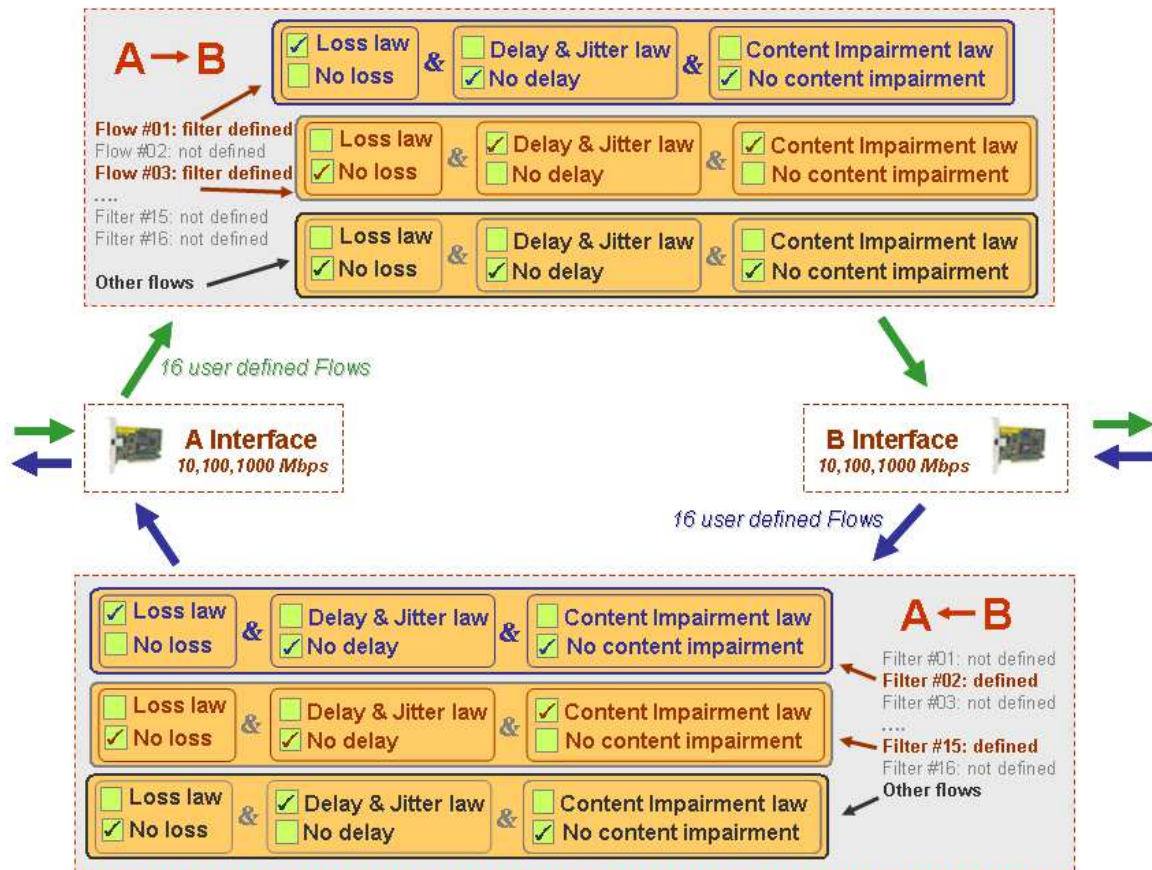 A → B
✓ Loss law
No loss
&
Delay & Jitter law
✓ No delay
&
Content Impairment law
✓ No content impairment
Flow #01: filter defined
Flow #02: not defined
Flow #03: filter defined
....
Filter #15: not defined
Filter #16: not defined
Other flows
Loss law
✓ No loss
&
✓ Delay & Jitter law
No delay
&
✓ Content Impairment law
No content impairment
Loss law
✓ No loss
&
Delay & Jitter law
✓ No delay
&
Content Impairment law
✓ No content impairment
16 user defined Flows
A Interface
10,100,1000 Mbps
B Interface
10,100,1000 Mbps
16 user defined Flows
✓ Loss law
No loss
&
Delay & Jitter law
✓ No delay
&
Content Impairment law
✓ No content impairment
Loss law
✓ No loss
&
Delay & Jitter law
✓ No delay
&
✓ Content Impairment law
No content impairment
Loss law
✓ No loss
&
✓ Delay & Jitter law
No delay
&
Content Impairment law
✓ No content impairment
A ← B
Filter #01: not defined
Filter #02: defined
Filter #03: not defined
....
Filter #15: defined
Filter #16: not defined
Other flows